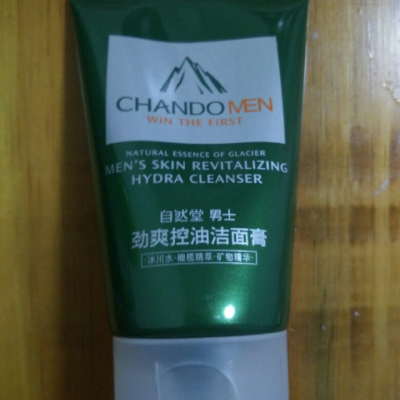 CHANDO MEN
WiN THE FiRST
NATURAL ESSENCE OF GLACIER
MEN'S SKIN REVITALIZING
HYDRA CLEANSER
自然堂 男士
劲爽控油洁面膏
·冰川水·橄榄精萃·矿物精华·